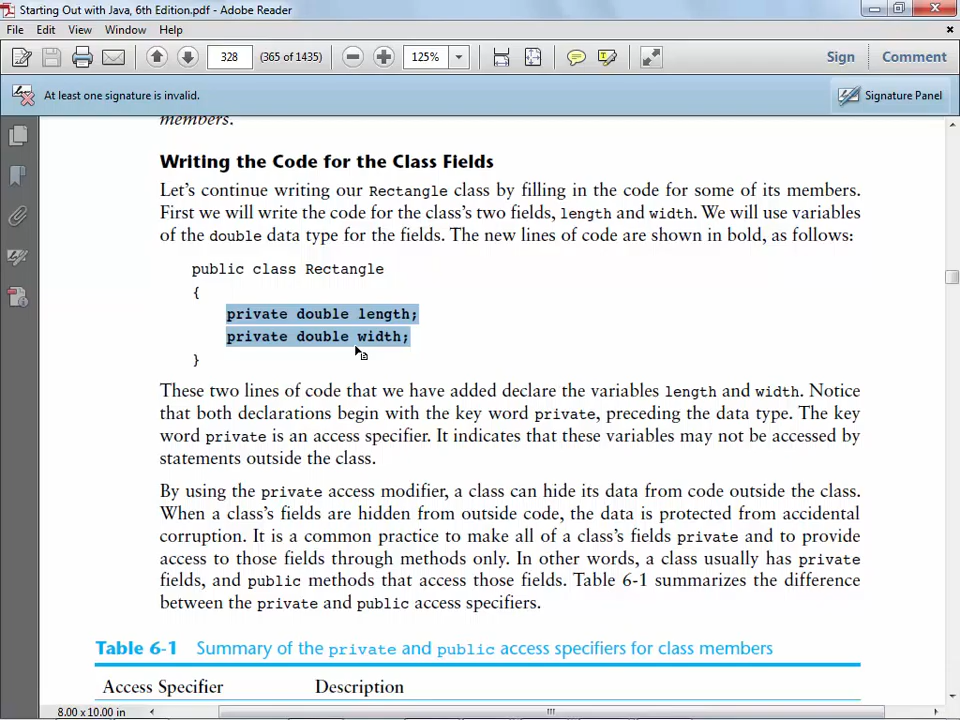 Starting Out with Java, 6th Edition.pdf - Adobe Reader
File Edit View Window Help
328 (365 of 1435) 125% Sign Comment
At least one signature is invalid. Signature Panel
members.
Writing the Code for the Class Fields
Let's continue writing our Rectangle class by filling in the code for some of its members.
First we will write the code for the class's two fields, length and width. We will use variables
of the double data type for the fields. The new lines of code are shown in bold, as follows:
public class Rectangle
{
private double length;
private double width;
}
These two lines of code that we have added declare the variables length and width. Notice
that both declarations begin with the key word private, preceding the data type. The key
word private is an access specifier. It indicates that these variables may not be accessed by
statements outside the class.
By using the private access modifier, a class can hide its data from code outside the class.
When a class's fields are hidden from outside code, the data is protected from accidental
corruption. It is a common practice to make all of a class's fields private and to provide
access to those fields through methods only. In other words, a class usually has private
fields, and public methods that access those fields. Table 6-1 summarizes the difference
between the private and public access specifiers.
Table 6-1 Summary of the private and public access specifiers for class members
Access Specifier Description
8.00 x 10.00 in